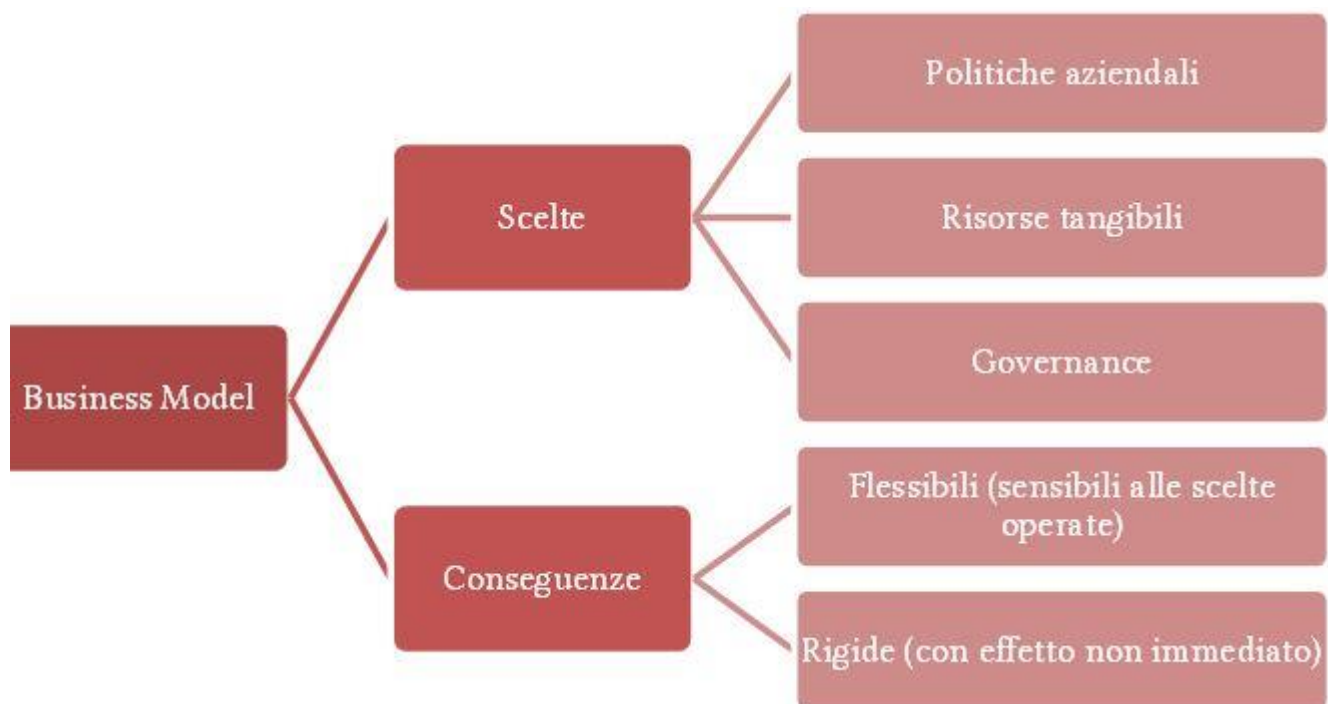 Business Model
Scelte
Politiche aziendali
Risorse tangibili
Governance
Conseguenze
Flessibili (sensibili alle scelte
operate)
Rigide (con effetto non immediato)